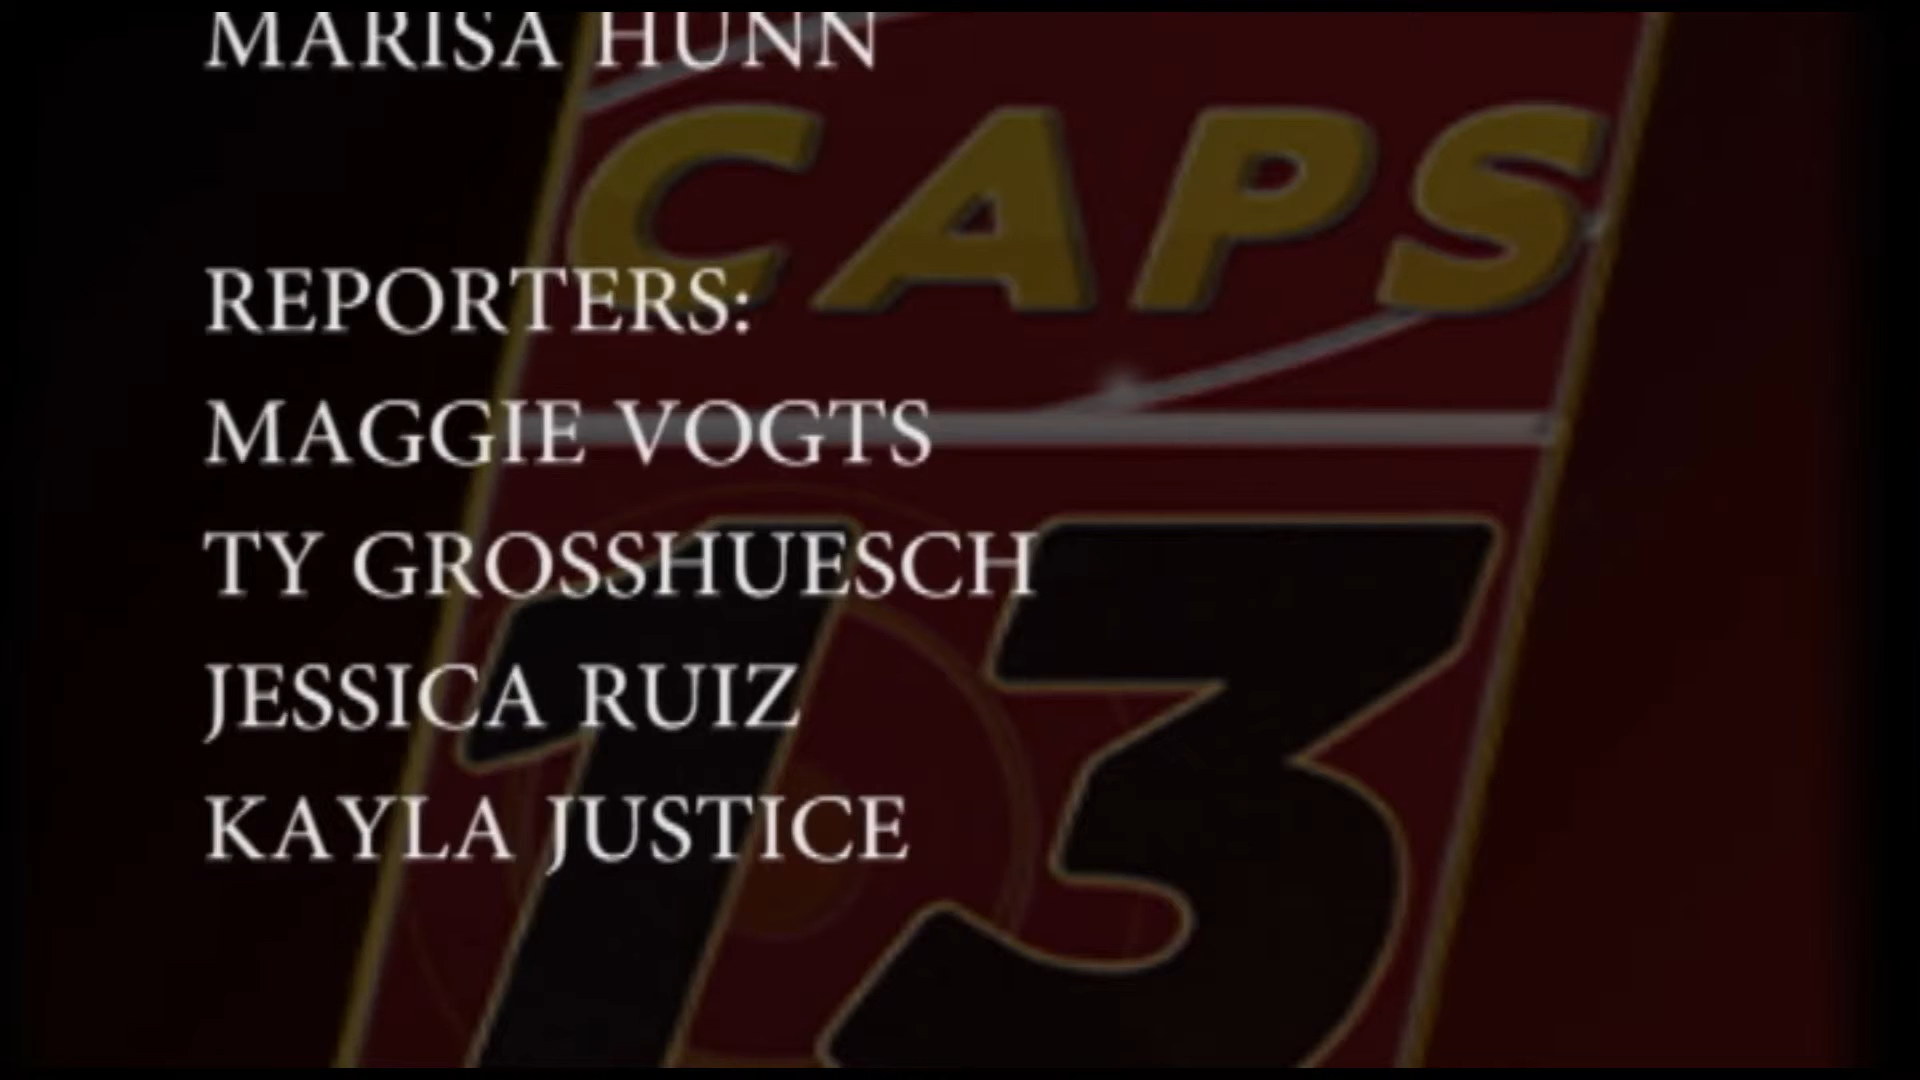 MARISA HUNN
CAPS
REPORTERS:
MAGGIE VOGTS
13
TY GROSSHUESCH
JESSICA RUIZ
KAYLA JUSTICE